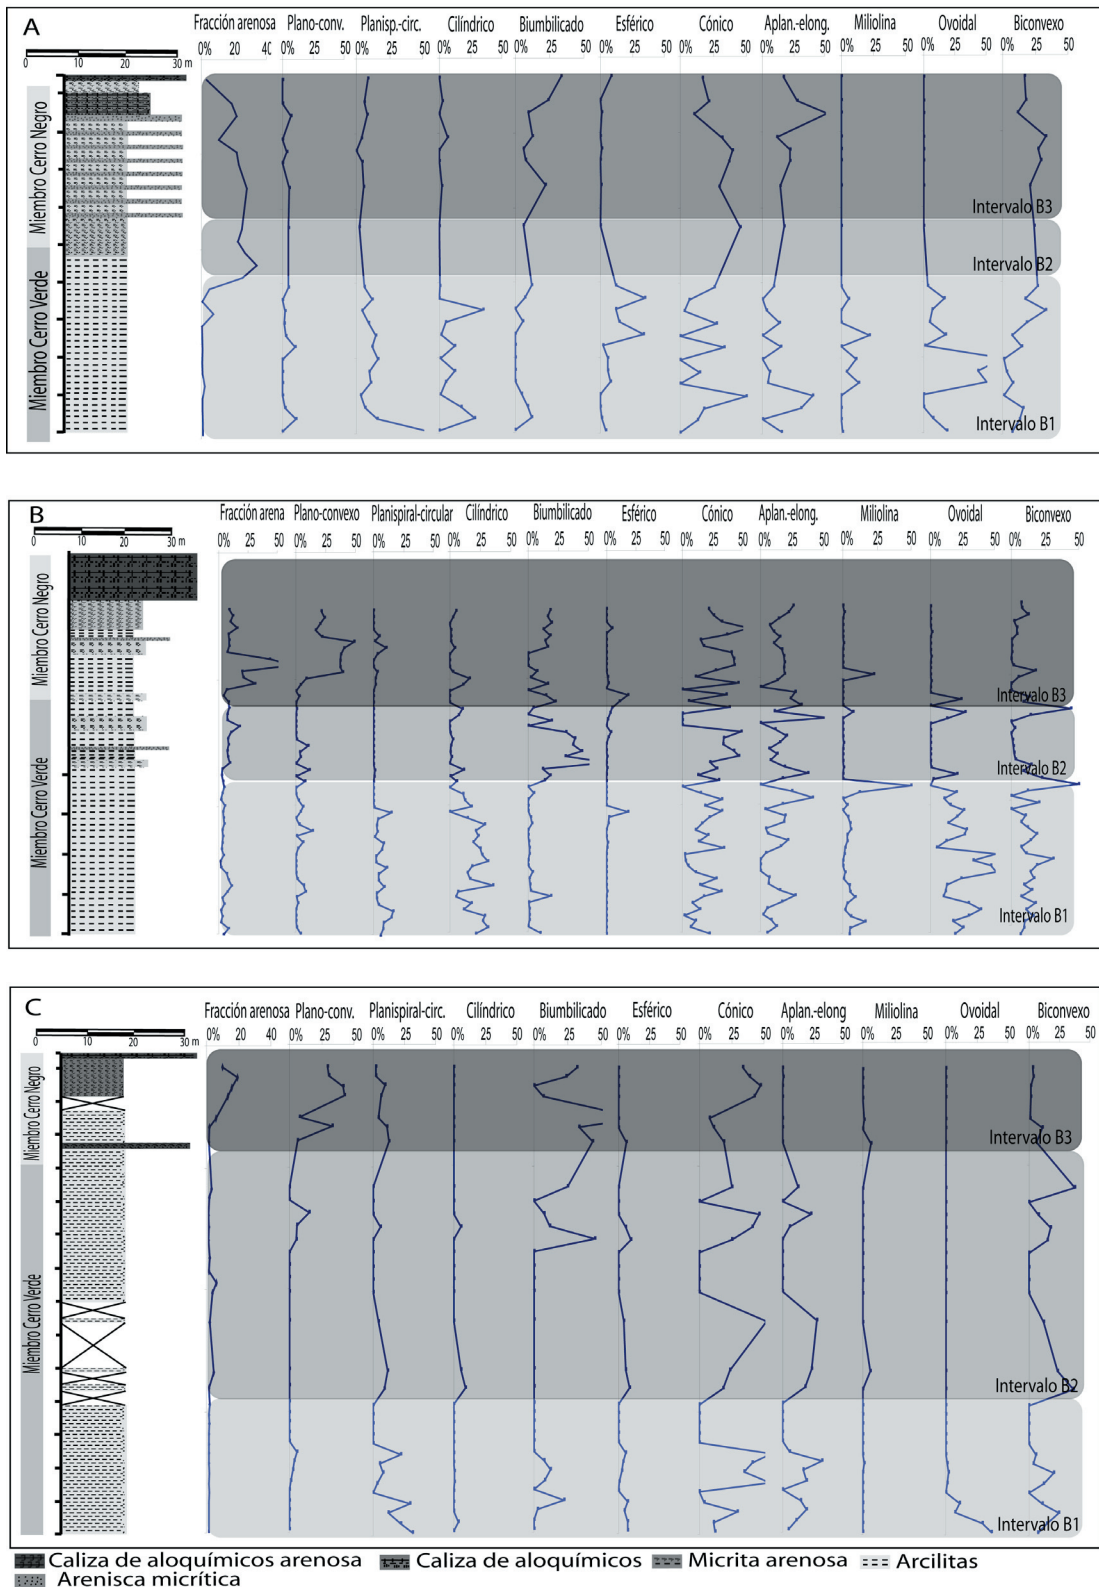 A
Fracción arenosa Plano-conv. Planisp.-circ. Cilíndrico Biumbilicado Esférico Cónico Aplan.-elong. Miliolina Ovoidal Biconvexo
0% 20 40 0% 25 50 0% 25 50 0% 25 50 0% 25 50 0% 25 50 0% 25 50 0% 25 50 0% 25 50 0% 25 50 0% 25 50
0 10 20 30 m
Miembro Cerro Negro
Miembro Cerro Verde
Intervalo B3
Intervalo B2
Intervalo B1
B
Fracción arena Plano-convexo Planispiral-circular Cilíndrico Biumbilicado Esférico Cónico Aplan.-elong. Miliolina Ovoidal Biconvexo
0% 25 50 0% 25 50 0% 25 50 0% 25 50 0% 25 50 0% 25 50 0% 25 50 0% 25 50 0% 25 50 0% 25 50 0% 25 50
0 10 20 30 m
Miembro Cerro Negro
Miembro Cerro Verde
Intervalo B3
Intervalo B2
Intervalo B1
C
Fracción arenosa Plano-conv. Planispiral-circ. Cilíndrico Biumbilicado Esférico Cónico Aplan.-elong Miliolina Ovoidal Biconvexo
0% 25 50 0% 25 50 0% 25 50 0% 25 50 0% 25 50 0% 25 50 0% 25 50 0% 25 50 0% 25 50 0% 25 50 0% 25 50
0 10 20 30 m
Miembro Cerro Negro
Miembro Cerro Verde
Intervalo B3
Intervalo B2
Intervalo B1
Caliza de aloquímicos arenosa Caliza de aloquímicos Micrita arenosa Arcilitas
Arenisca micrítica